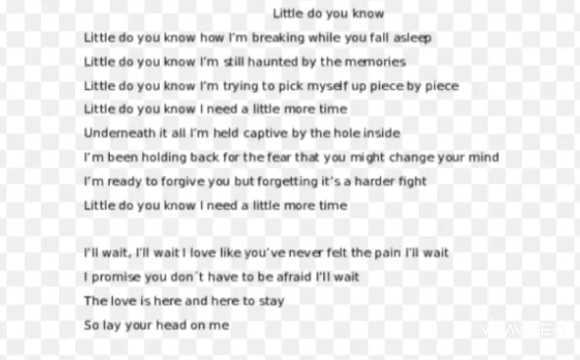 Little do you know
Little do you know how I'm breaking while you fall asleep
Little do you know I'm still haunted by the memories
Little do you know I'm trying to pick myself up piece by piece
Little do you know I need a little more time
Underneath it all I'm held captive by the hole inside
I'm been holding back for the fear that you might change your mind
I'm ready to forgive you but forgetting it's a harder fight
Little do you know I need a little more time
I'll wait, I'll wait I love like you've never felt the pain I'll wait
I promise you don´t have to be afraid I'll wait
The love is here and here to stay
So lay your head on me